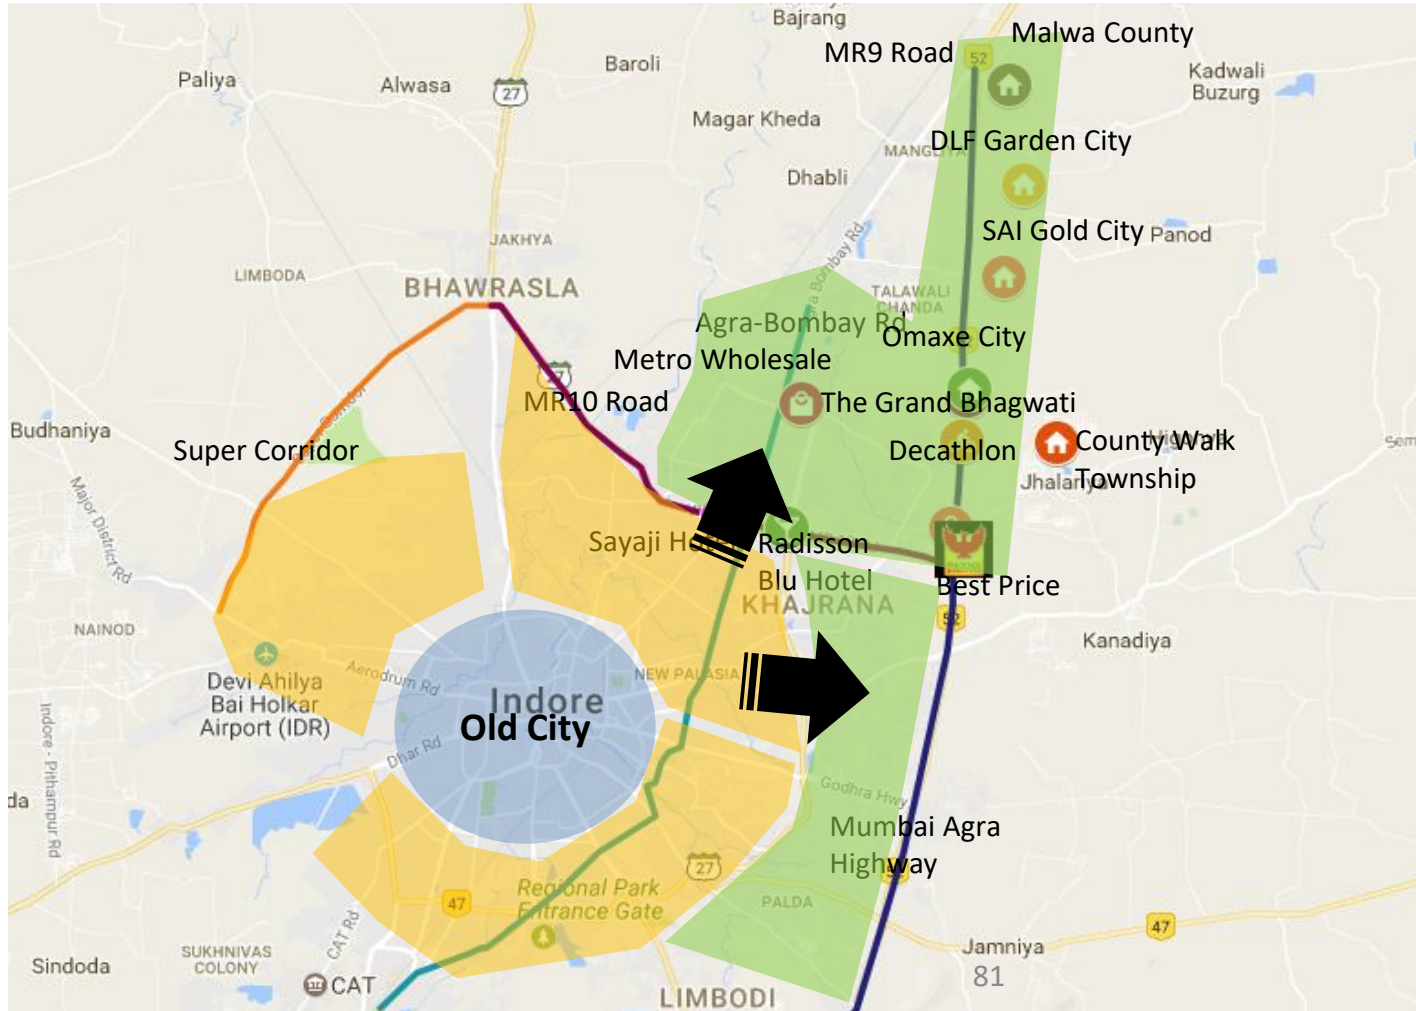 Bajrang
Malwa County
MR9 Road
52
Baroli
Kadwali
Buzurg
Paliya
Alwasa
27
Magar Kheda
DLF Garden City
MANGLIYA
Dhabli
SAI Gold City
Panod
JAKHYA
Agra Bombay Rd
LIMBODA
BHAWRASLA
TALAWALI
CHANDA
Agra-Bombay Rd
Omaxe City
Metro Wholesale
27
MR10 Road
The Grand Bhagwati
Budhaniya
Super Corridor
Decathlon
County Walk
Township
Jhalariya
Major District Rd
Sayaji Hotel
Radisson
Blu Hotel
Best Price
KHAJRANA
52
NAINOD
Kanadiya
Aerodrum Rd
NEW PALASIA
Devi Ahilya
Bai Holkar
Airport (IDR)
Indore
Old City
Indore - Pithampur Rd
Dhar Rd
da
Godhra Hwy
Mumbai Agra
Highway
27
Regional Park
Entrance Gate
47
PALDA
47
CAT Rd
SUKHNIVAS
COLONY
Sindoda
Jamniya
81
CAT
LIMBODI